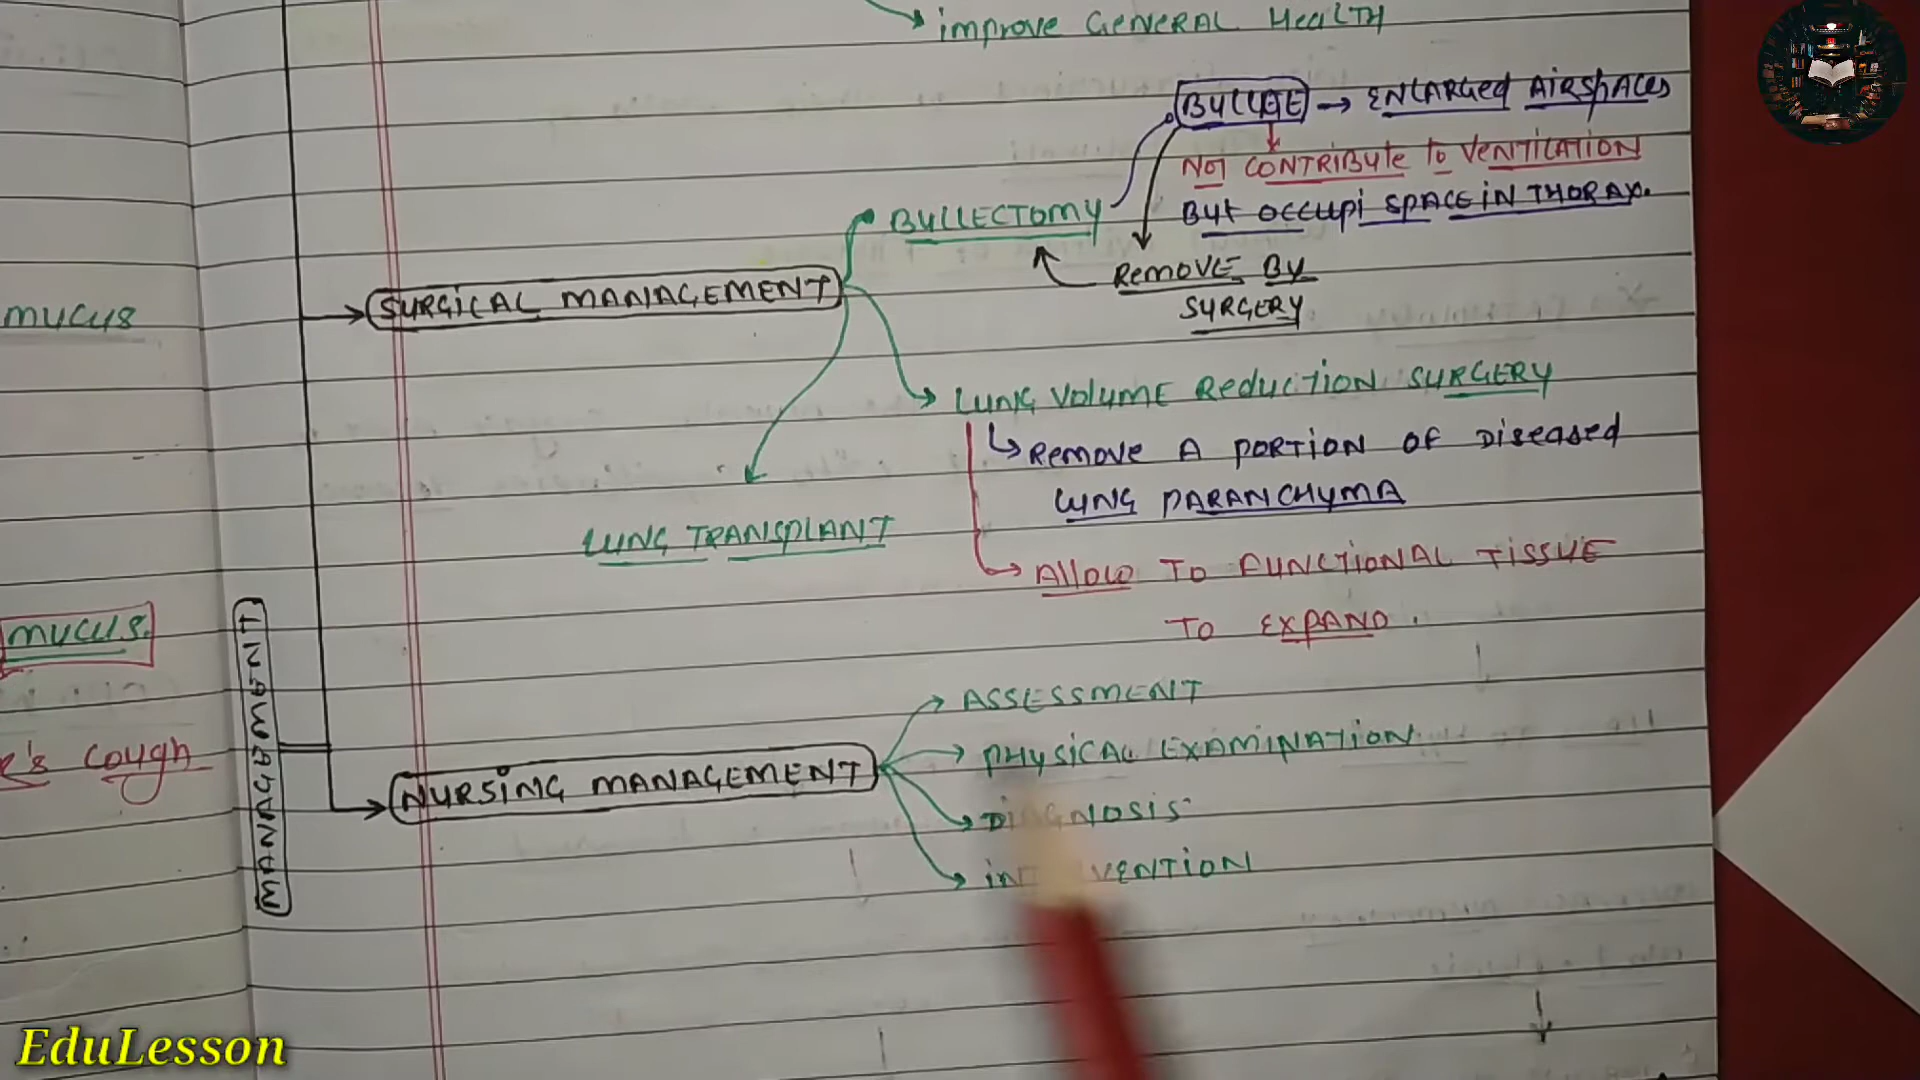 improve GENERAL HEALTH
BULLAE → ENLARGED AIRSPACES
NOT CONTRIBUTE TO VENTILATION
BUT OCCUPI SPACE IN THORAX.
BULLECTOMY
REMOVE BY
SURGERY
SURGICAL MANAGEMENT
MUCUS
LUNG VOLUME REDUCTION SURGERY
REMOVE A PORTION OF DISEASED
LUNG PARANCHYMA
LUNG TRANSPLANT
ALLOW TO FUNCTIONAL TISSUE
TO EXPAND.
MUCUS.
MANAGEMENT
ASSESSMENT
cough
PHYSICAL EXAMINATION
NURSING MANAGEMENT
DIAGNOSIS
EduLesson